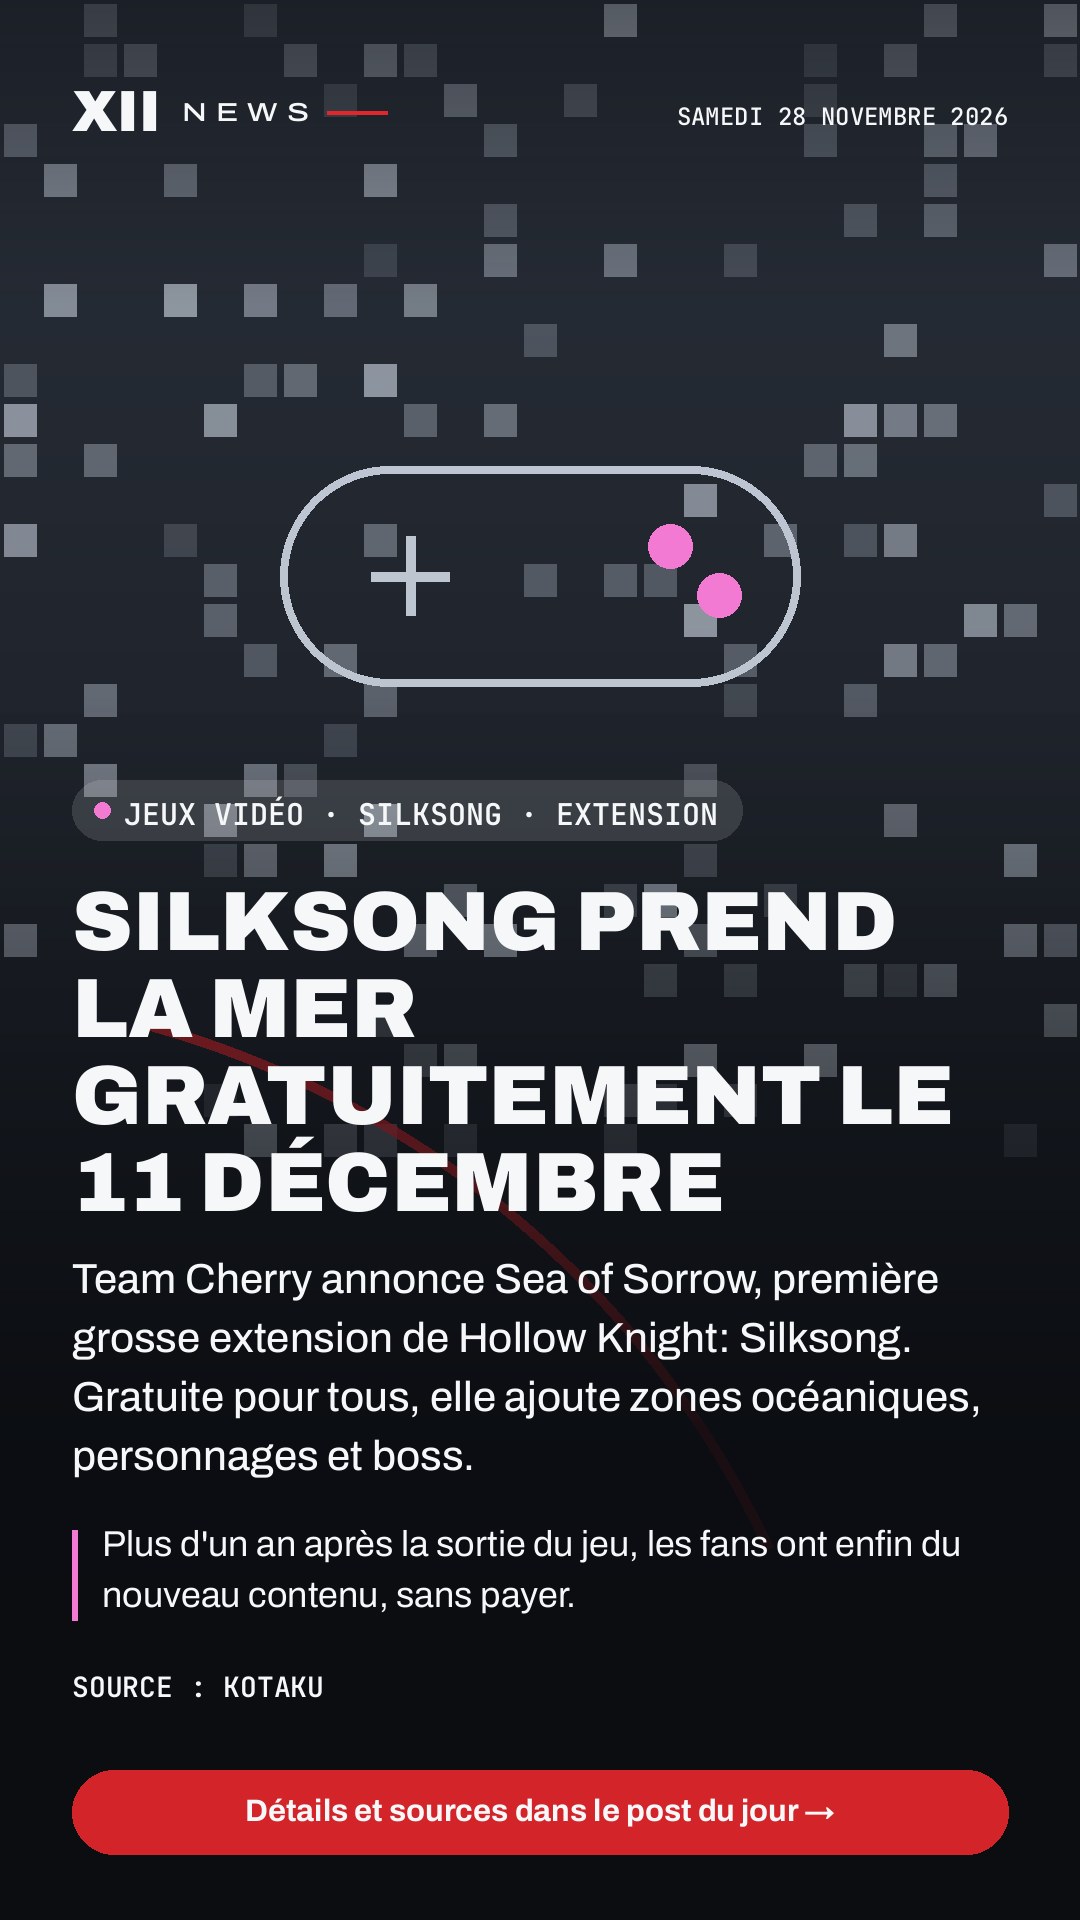 XII NEWS
SAMEDI 28 NOVEMBRE 2026
JEUX VIDÉO · SILKSONG · EXTENSION
SILKSONG PREND
LA MER
GRATUITEMENT LE
11 DÉCEMBRE
Team Cherry annonce Sea of Sorrow, première
grosse extension de Hollow Knight: Silksong.
Gratuite pour tous, elle ajoute zones océaniques,
personnages et boss.
Plus d'un an après la sortie du jeu, les fans ont enfin du
nouveau contenu, sans payer.
SOURCE : KOTAKU
Détails et sources dans le post du jour →